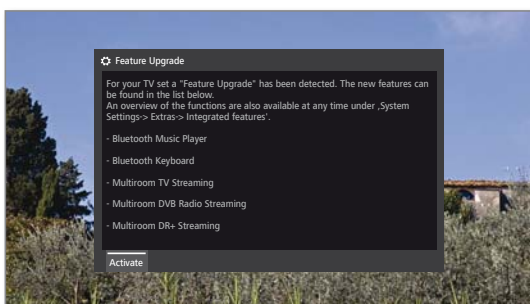 Feature Upgrade
For your TV set a "Feature Upgrade" has been detected. The new features can
be found in the list below.
An overview of the functions are also available at any time under ‚System
Settings-> Extras-> Integrated features'.
- Bluetooth Music Player
- Bluetooth Keyboard
- Multiroom TV Streaming
- Multiroom DVB Radio Streaming
- Multiroom DR+ Streaming
Activate